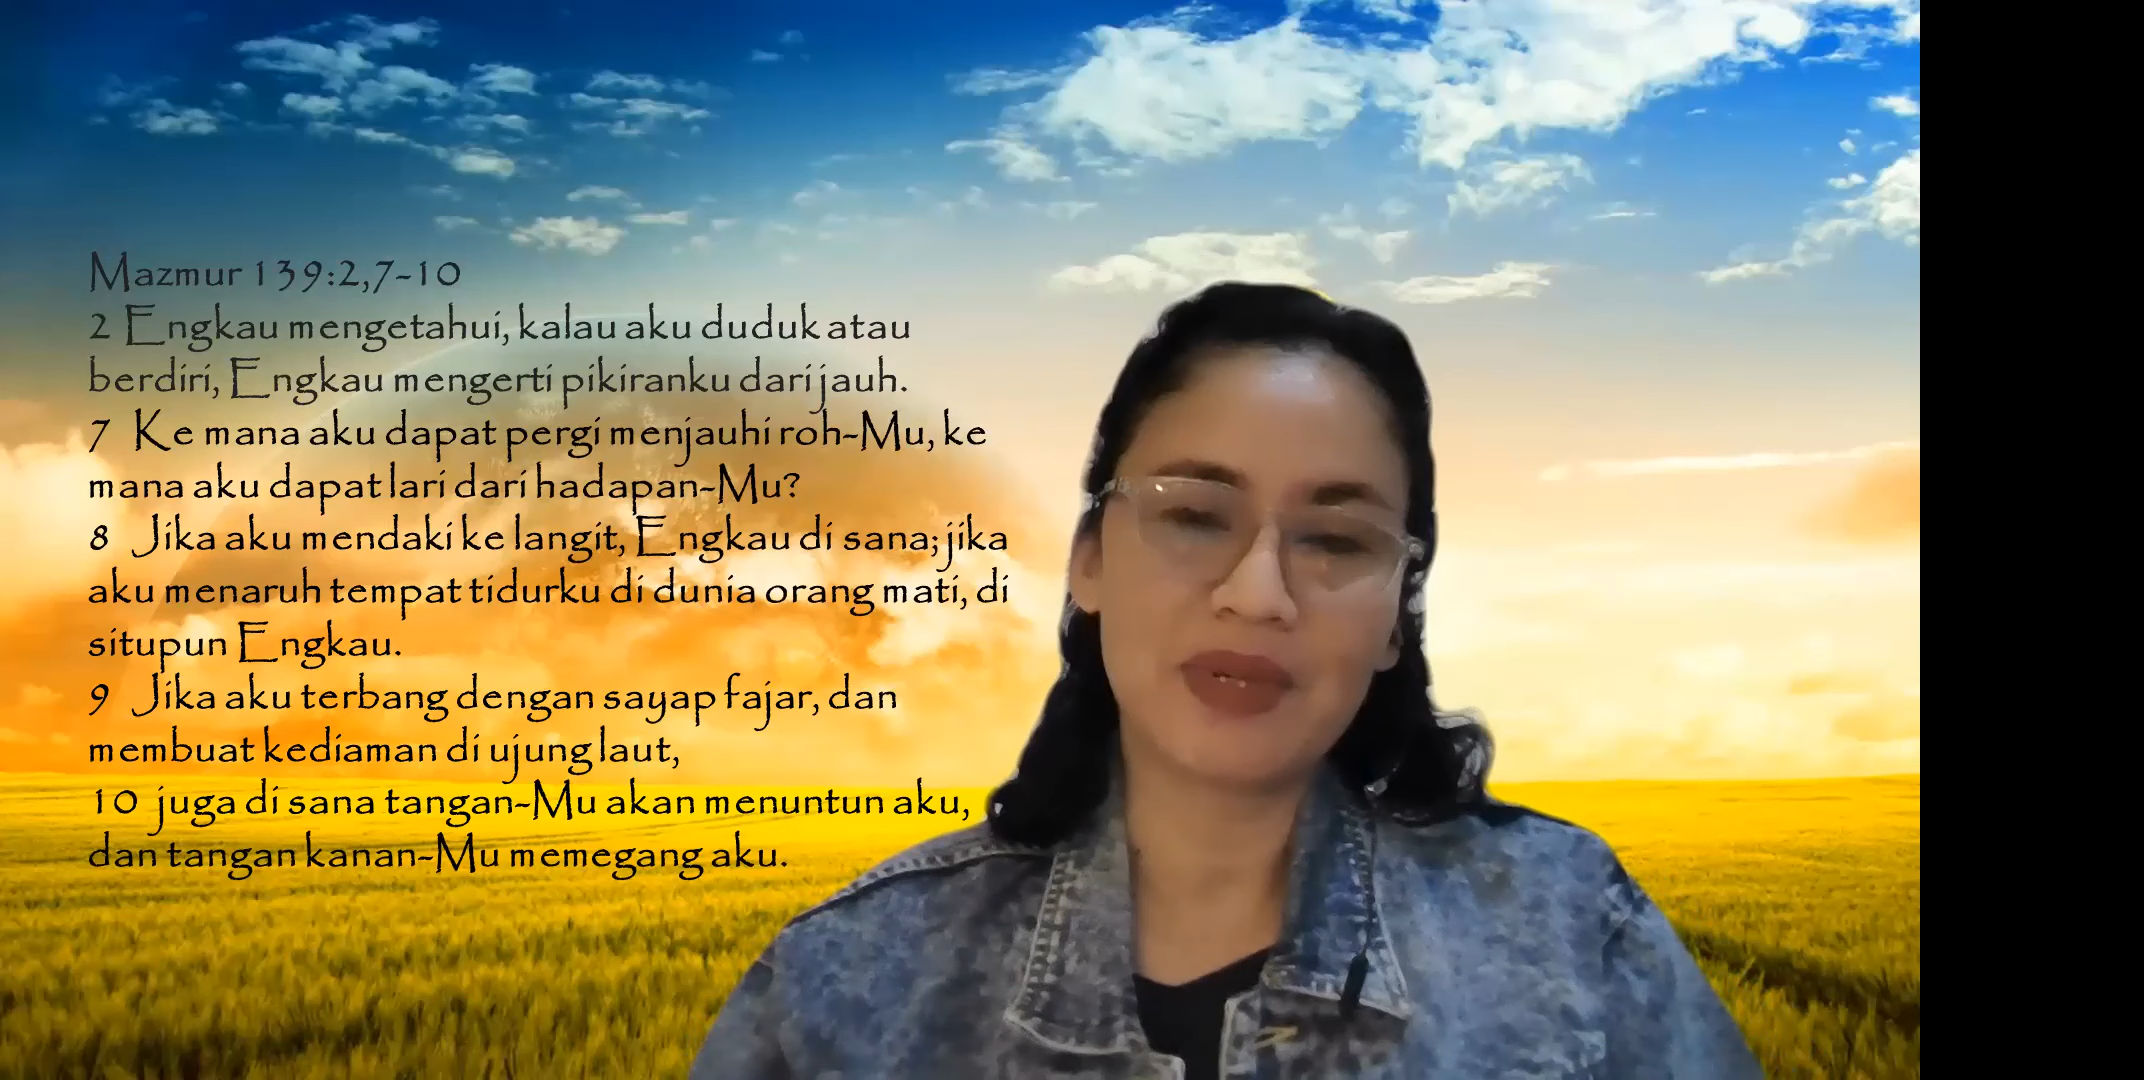 Mazmur 139:2,7-10
2 Engkau mengetahui, kalau aku duduk atau
berdiri, Engkau mengerti pikiranku dari jauh.
7 Ke mana aku dapat pergi menjauhi roh-Mu, ke
mana aku dapat lari dari hadapan-Mu?
8 Jika aku mendaki ke langit, Engkau di sana; jika
aku menaruh tempat tidurku di dunia orang mati, di
situpun Engkau.
9 Jika aku terbang dengan sayap fajar, dan
membuat kediaman di ujung laut,
10 juga di sana tangan-Mu akan menuntun aku,
dan tangan kanan-Mu memegang aku.